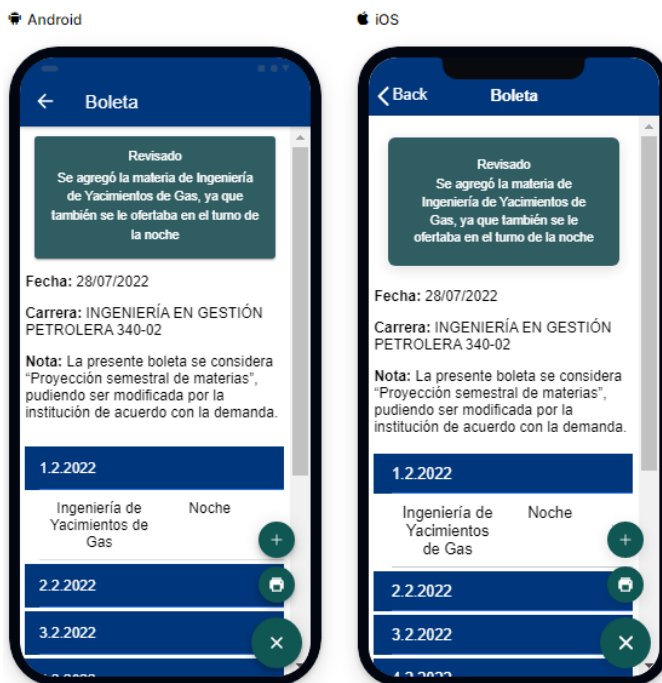 Android
Boleta
Revisado
Se agregó la materia de Ingeniería
de Yacimientos de Gas, ya que
también se le ofertaba en el turno de
la noche
Fecha: 28/07/2022
Carrera: INGENIERÍA EN GESTIÓN
PETROLERA 340-02
Nota: La presente boleta se considera
“Proyección semestral de materias”,
pudiendo ser modificada por la
institución de acuerdo con la demanda.
1.2.2022
Ingeniería de Noche
Yacimientos de
Gas
2.2.2022
3.2.2022
iOS
Back Boleta
Revisado
Se agregó la materia de
Ingeniería de Yacimientos de
Gas, ya que también se le
ofertaba en el turno de la noche
Fecha: 28/07/2022
Carrera: INGENIERÍA EN GESTIÓN
PETROLERA 340-02
Nota: La presente boleta se considera
“Proyección semestral de materias”,
pudiendo ser modificada por la
institución de acuerdo con la demanda.
1.2.2022
Ingeniería de Noche
Yacimientos
de Gas
2.2.2022
3.2.2022
4.2.2022